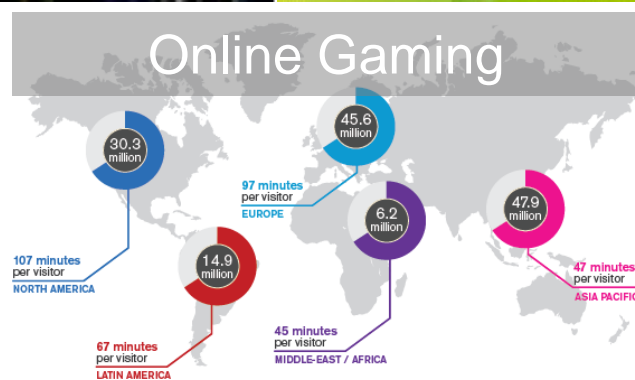 Online Gaming
30.3
million
45.6
million
97 minutes
per visitor
EUROPE
6.2
million
47.9
million
14.9
million
107 minutes
per visitor
NORTH AMERICA
47 minutes
per visitor
ASIA PACIFIC
45 minutes
per visitor
MIDDLE-EAST / AFRICA
67 minutes
per visitor
LATIN AMERICA